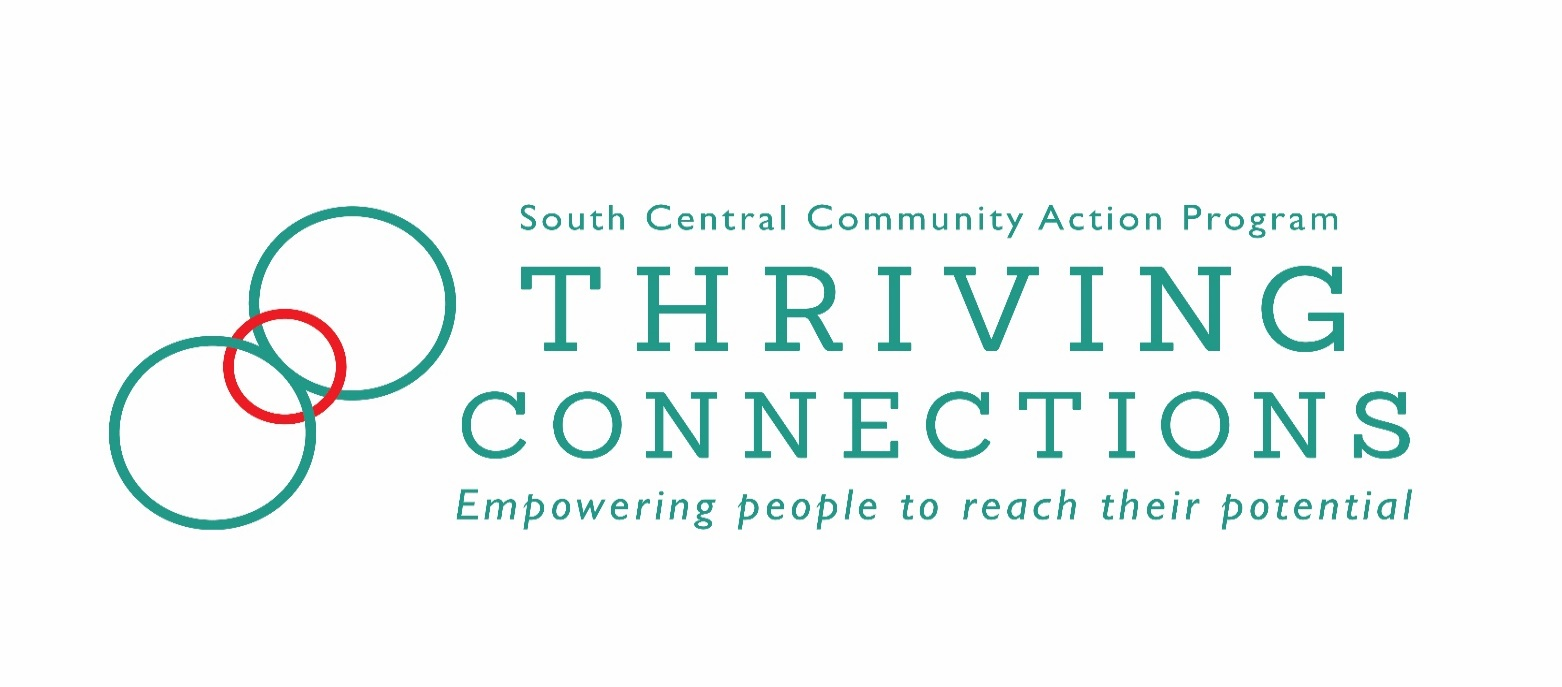 South Central Community Action Program
THRIVING
CONNECTIONS
Empowering people to reach their potential